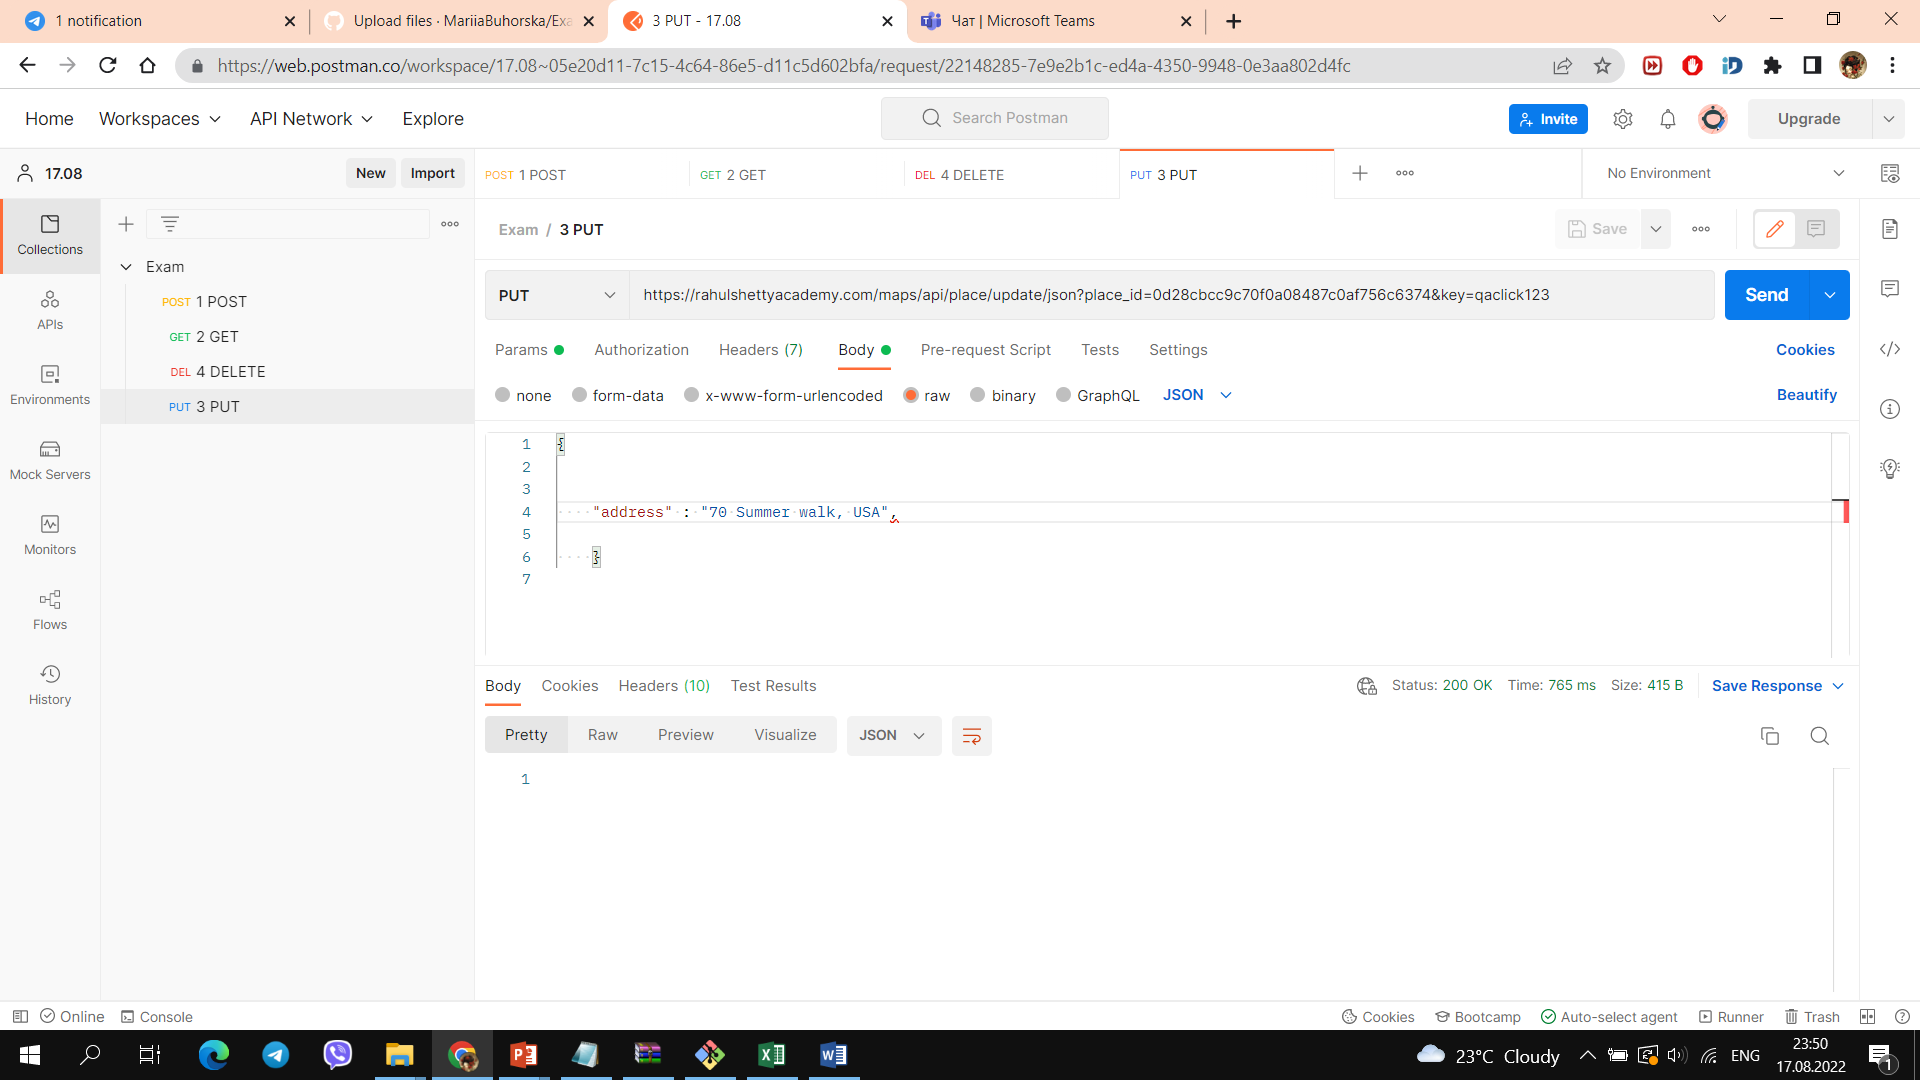 1 notification
Upload files · MariiaBuhorska/Exa
3 PUT - 17.08
Чат | Microsoft Teams
https://web.postman.co/workspace/17.08~05e20d11-7c15-4c64-86e5-d11c5d602bfa/request/22148285-7e9e2b1c-ed4a-4350-9948-0e3aa802d4fc
Home Workspaces API Network Explore
Search Postman
Invite
Upgrade
17.08
New Import
POST 1 POST
GET 2 GET
DEL 4 DELETE
PUT 3 PUT
No Environment
Collections
APIs
Environments
Mock Servers
Monitors
Flows
History
Exam
POST 1 POST
GET 2 GET
DEL 4 DELETE
PUT 3 PUT
Exam / 3 PUT
Save
PUT
https://rahulshettyacademy.com/maps/api/place/update/json?place_id=0d28cbcc9c70f0a08487c0af756c6374&key=qaclick123
Send
Params Authorization Headers (7) Body Pre-request Script Tests Settings
Cookies
none form-data x-www-form-urlencoded raw binary GraphQL JSON
Beautify
1 {
2
3
4 "address" : "70 Summer walk, USA",
5
6 }
7
Body Cookies Headers (10) Test Results
Status: 200 OK Time: 765 ms Size: 415 B
Save Response
Pretty Raw Preview Visualize JSON
1
Online Console
Cookies Bootcamp Auto-select agent Runner Trash
23°C Cloudy
ENG
23:50
17.08.2022
1